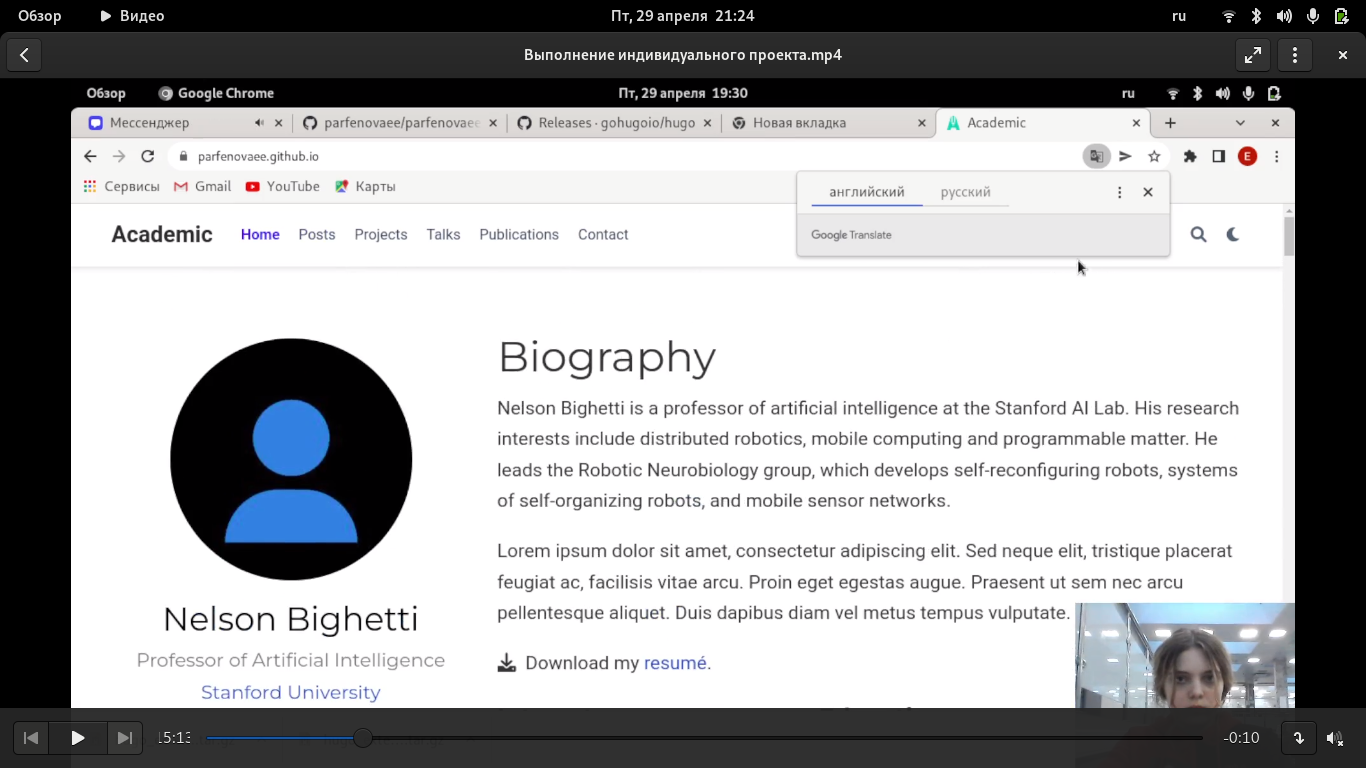 Обзор Видео Пт, 29 апреля 21:24 ru
Выполнение индивидуального проекта.mp4
Обзор Google Chrome Пт, 29 апреля 19:30 ru
Мессенджер parfenovaee/parfenovaee Releases · gohugoio/hugo Новая вкладка Academic
parfenovaee.github.io E
Сервисы Gmail YouTube Карты
английский русский
Google Translate
Academic Home Posts Projects Talks Publications Contact
Biography
Nelson Bighetti is a professor of artificial intelligence at the Stanford AI Lab. His research
interests include distributed robotics, mobile computing and programmable matter. He
leads the Robotic Neurobiology group, which develops self-reconfiguring robots, systems
of self-organizing robots, and mobile sensor networks.
Lorem ipsum dolor sit amet, consectetur adipiscing elit. Sed neque elit, tristique placerat
feugiat ac, facilisis vitae arcu. Proin eget egestas augue. Praesent ut sem nec arcu
pellentesque aliquet. Duis dapibus diam vel metus tempus vulputate.
Download my resumé.
Nelson Bighetti
Professor of Artificial Intelligence
Stanford University
15:13 -0:10